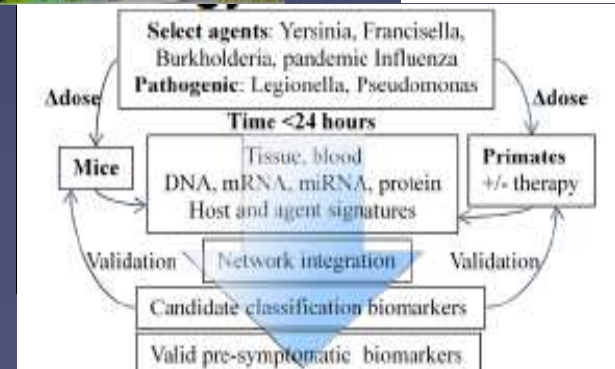 Select agents: Yersinia, Francisella,
Burkholderia, pandemic Influenza
Pathogenic: Legionella, Pseudomonas
Δdose
Δdose
Time <24 hours
Mice
Tissue, blood
DNA, mRNA, miRNA, protein
Host and agent signatures
Primates
+/- therapy
Validation
Network integration
Validation
Candidate classification biomarkers
Valid pre-symptomatic biomarkers